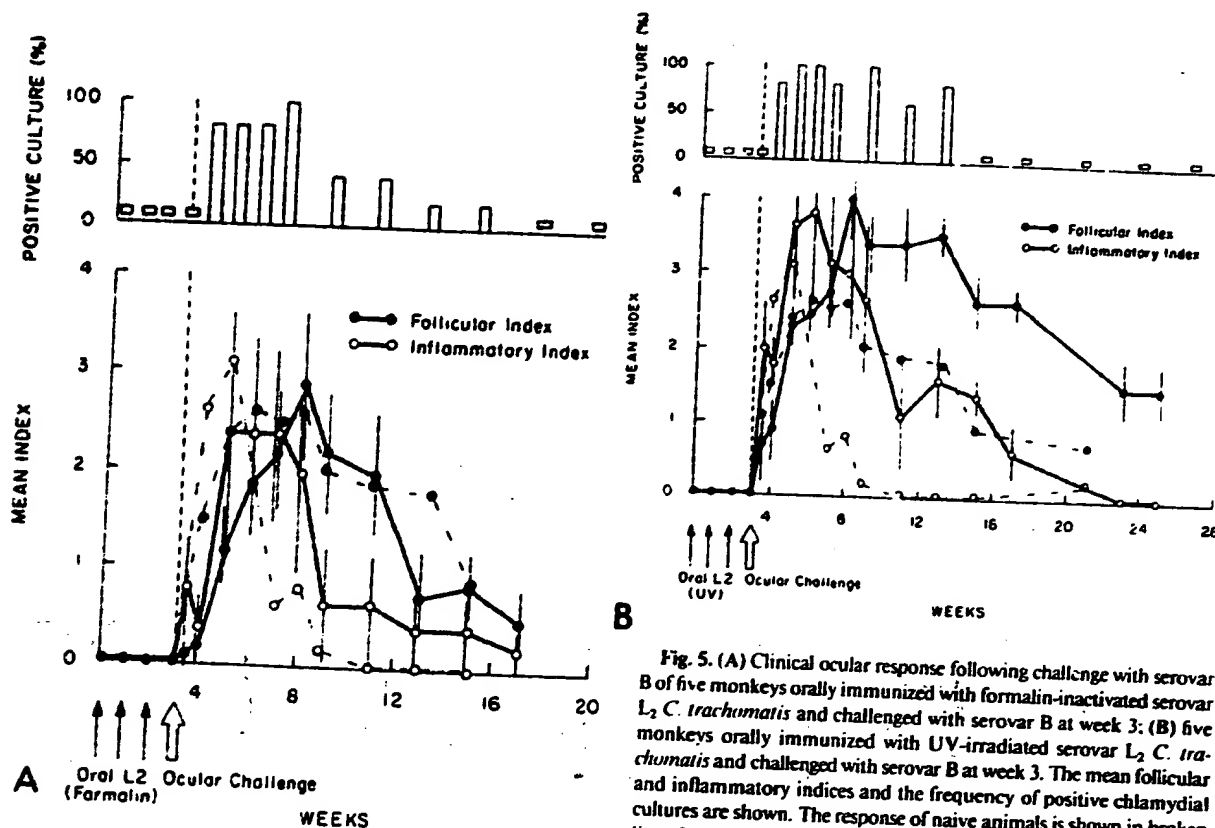 POSITIVE CULTURE (%)
100
50
0
MEAN INDEX
4
3
2
1
0
Follicular Index
Inflammatory Index
4
8
12
16
20
Oral L2 Ocular Challenge
(Farmalin)
WEEKS
A
POSITIVE CULTURE (%)
100
50
0
MEAN INDEX
4
3
2
1
0
Follicular Index
Inflammatory Index
4
8
12
16
20
24
28
Oral L2 Ocular Challenge
(UV)
WEEKS
B
Fig. 5. (A) Clinical ocular response following challenge with serovar
B of five monkeys orally immunized with formalin-inactivated serovar
L₂ C. trachomatis and challenged with serovar B at week 3; (B) five
monkeys orally immunized with UV-irradiated serovar L₂ C. tra-
chomatis and challenged with serovar B at week 3. The mean follicular
and inflammatory indices and the frequency of positive chlamydial
cultures are shown. The response of naive animals is shown in broken